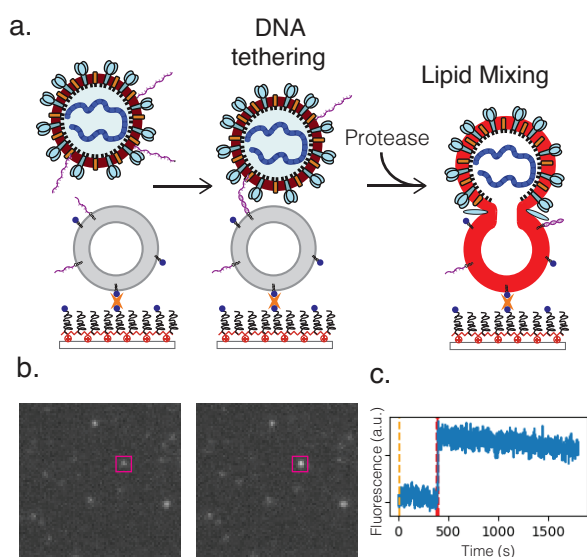 a.
DNA
tethering
Lipid Mixing
Protease
b.
c.
Fluorescence (a.u.)
0 500 1000 1500
Time (s)